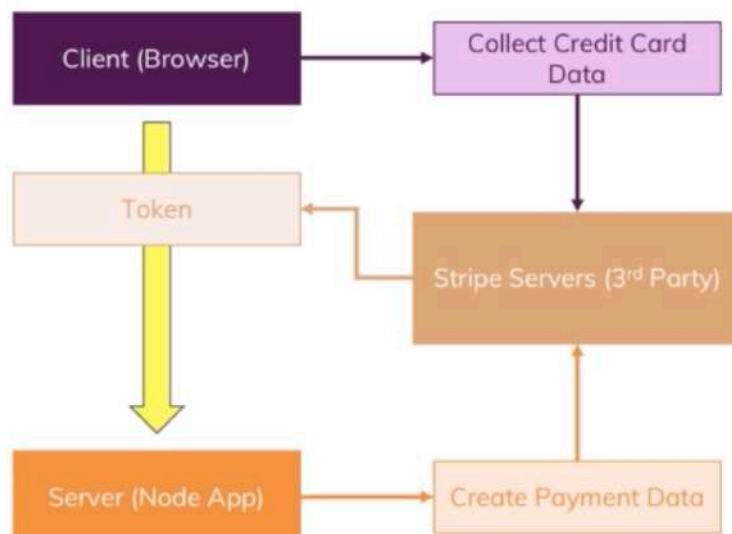 Client (Browser)
Collect Credit Card
Data
Token
Stripe Servers (3rd Party)
Server (Node App)
Create Payment Data